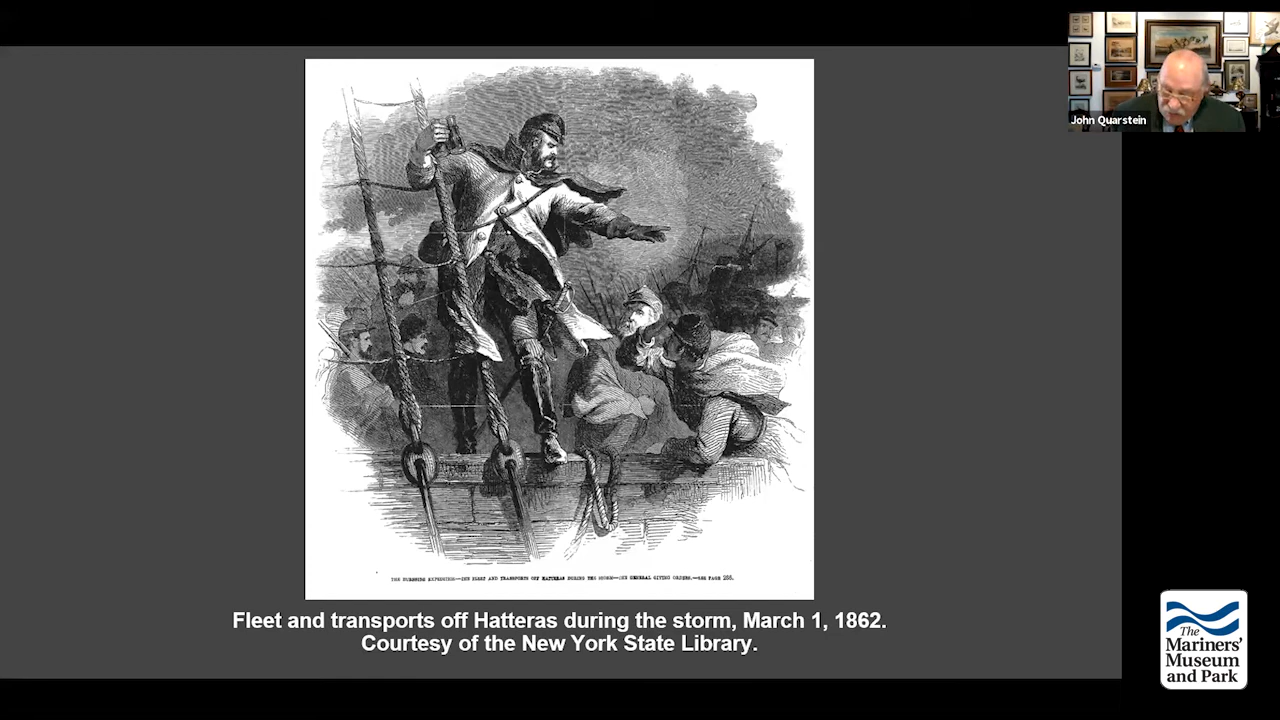 John Quarstein
THE BURNSIDE EXPEDITION—THE FLEET AND TRANSPORTS OFF HATTERAS DURING THE STORM—THE GENERAL GIVING ORDERS.—SEE PAGE 266.
Fleet and transports off Hatteras during the storm, March 1, 1862.
Courtesy of the New York State Library.
The
Mariners'
Museum
and Park